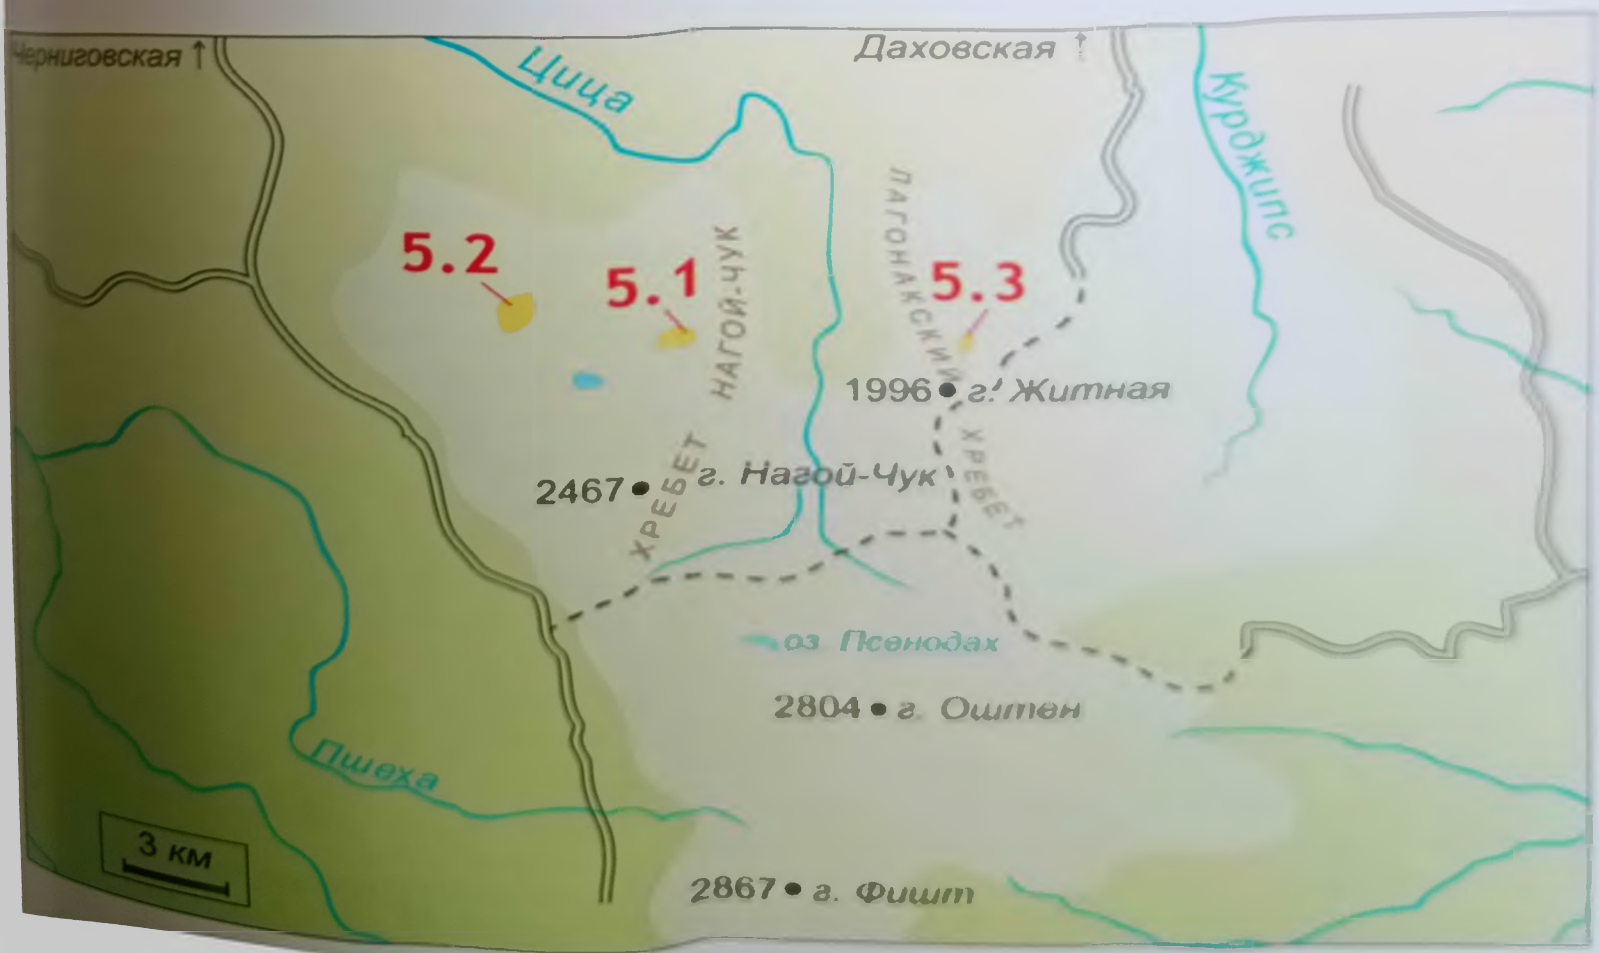 Черниговская ↑
Даховская ↑
Цица
Курджипс
5.2
5.1
5.3
ХРЕБЕТ НАГОЙ-ЧУК
ЛАГОНАКСКИЙ ХРЕБЕТ
1996 • г. Житная
2467 • г. Нагой-Чук
оз. Псенодах
2804 • г. Оштен
Пшеха
3 км
2867 • г. Фишт